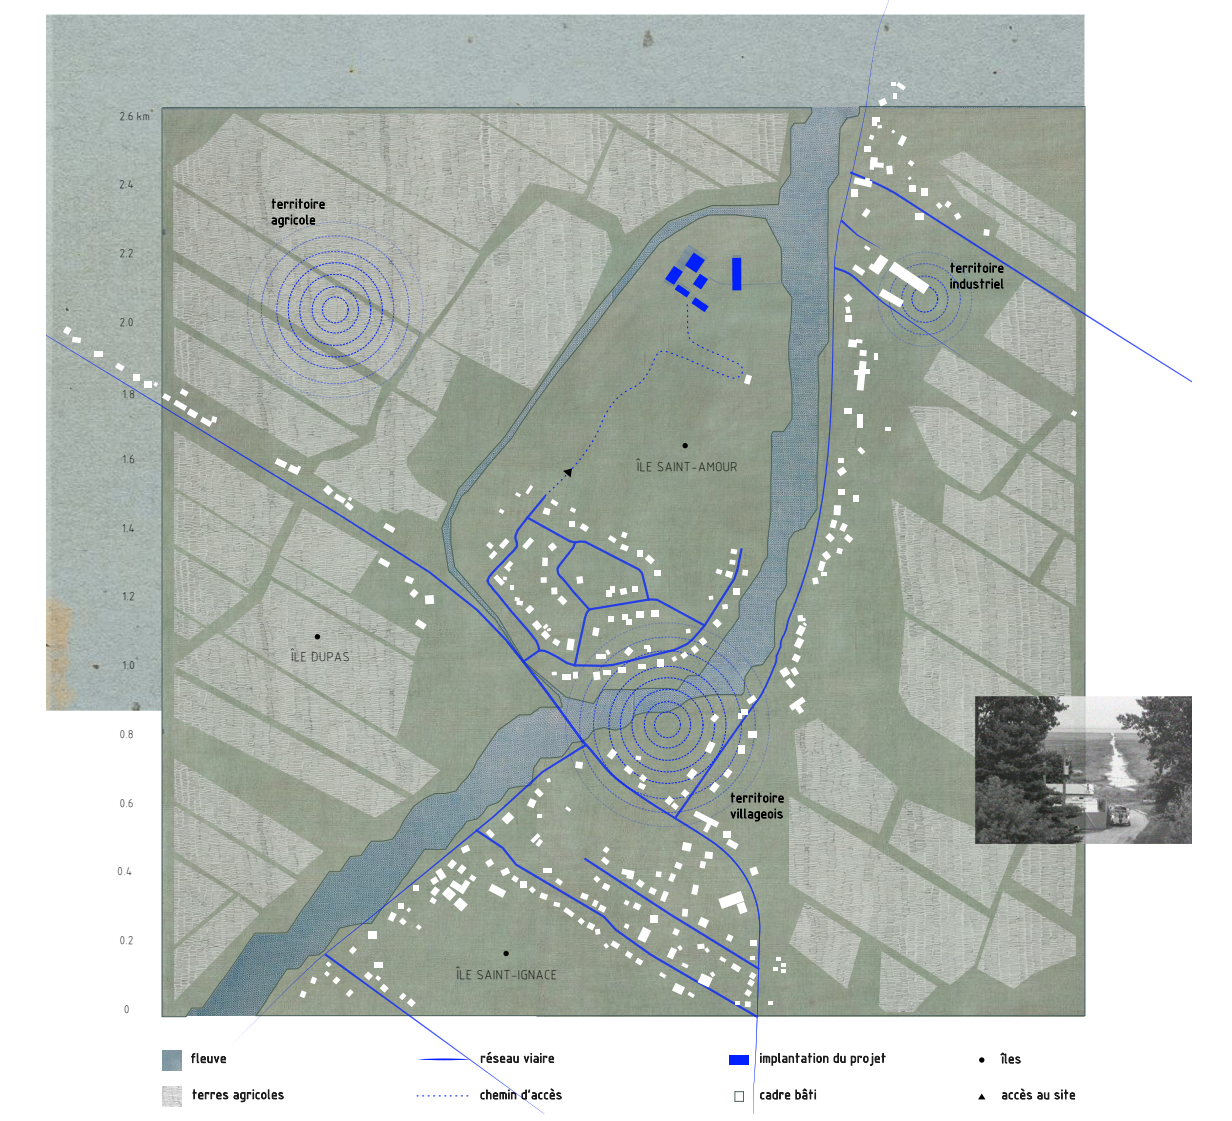 2.6 km
2.4
territoire
agricole
2.2
territoire
industriel
2.0
1.8
1.6
ÎLE SAINT-AMOUR
1.4
1.2
ÎLE DUPAS
1.0
0.8
territoire
villageois
0.6
0.4
0.2
ÎLE SAINT-IGNACE
0
fleuve
réseau viaire
implantation du projet
îles
terres agricoles
chemin d'accès
cadre bâti
accès au site